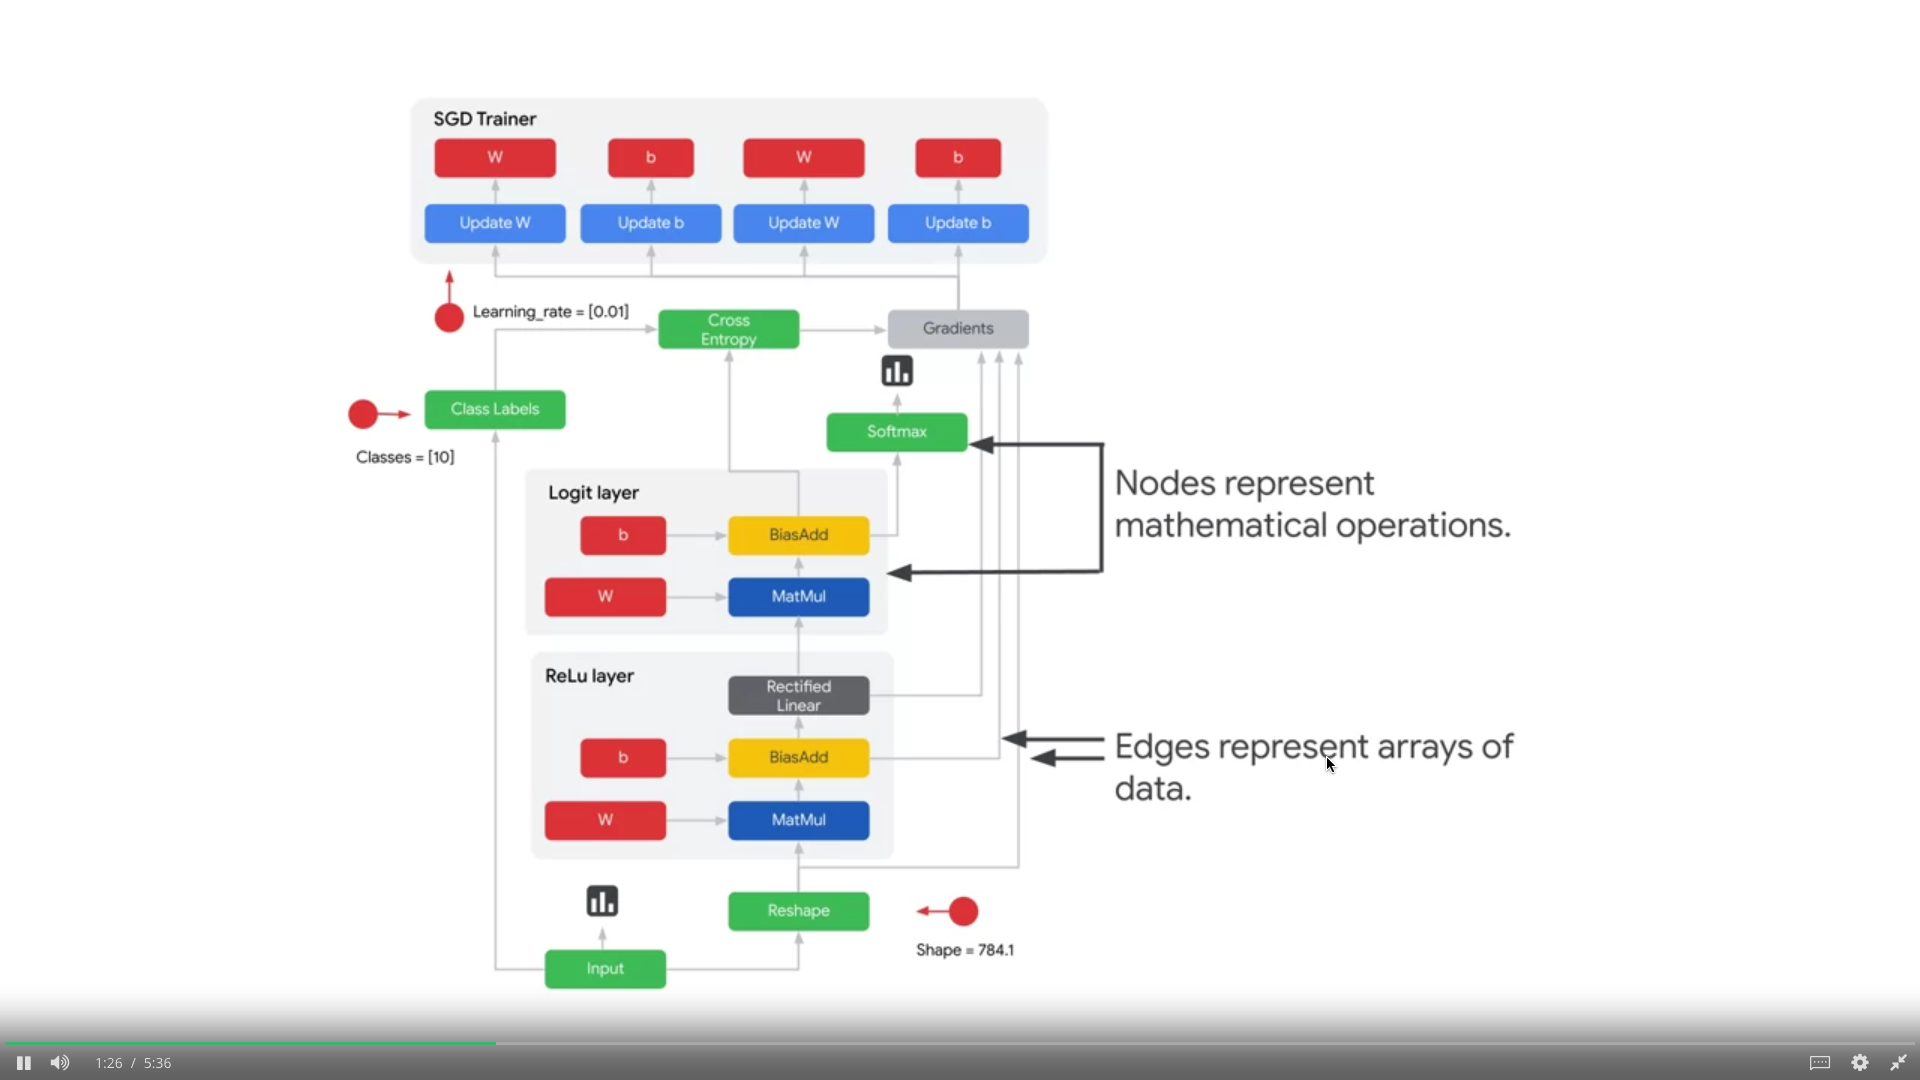 SGD Trainer
W
b
W
b
Update W
Update b
Update W
Update b
Learning_rate = [0.01]
Cross
Entropy
Gradients
Class Labels
Softmax
Classes = [10]
Nodes represent
mathematical operations.
Logit layer
b
BiasAdd
W
MatMul
ReLu layer
Rectified
Linear
b
BiasAdd
Edges represent arrays of
data.
W
MatMul
Reshape
Shape = 784.1
Input
1:26 / 5:36